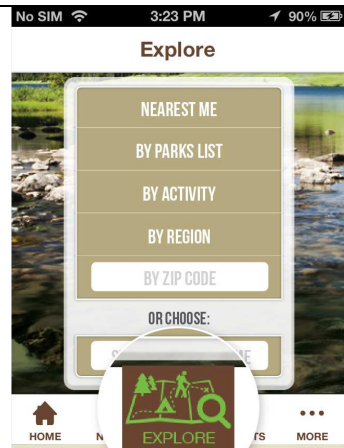 No SIM 3:23 PM 90%
Explore
NEAREST ME
BY PARKS LIST
BY ACTIVITY
BY REGION
BY ZIP CODE
OR CHOOSE:
HOME EXPLORE MORE